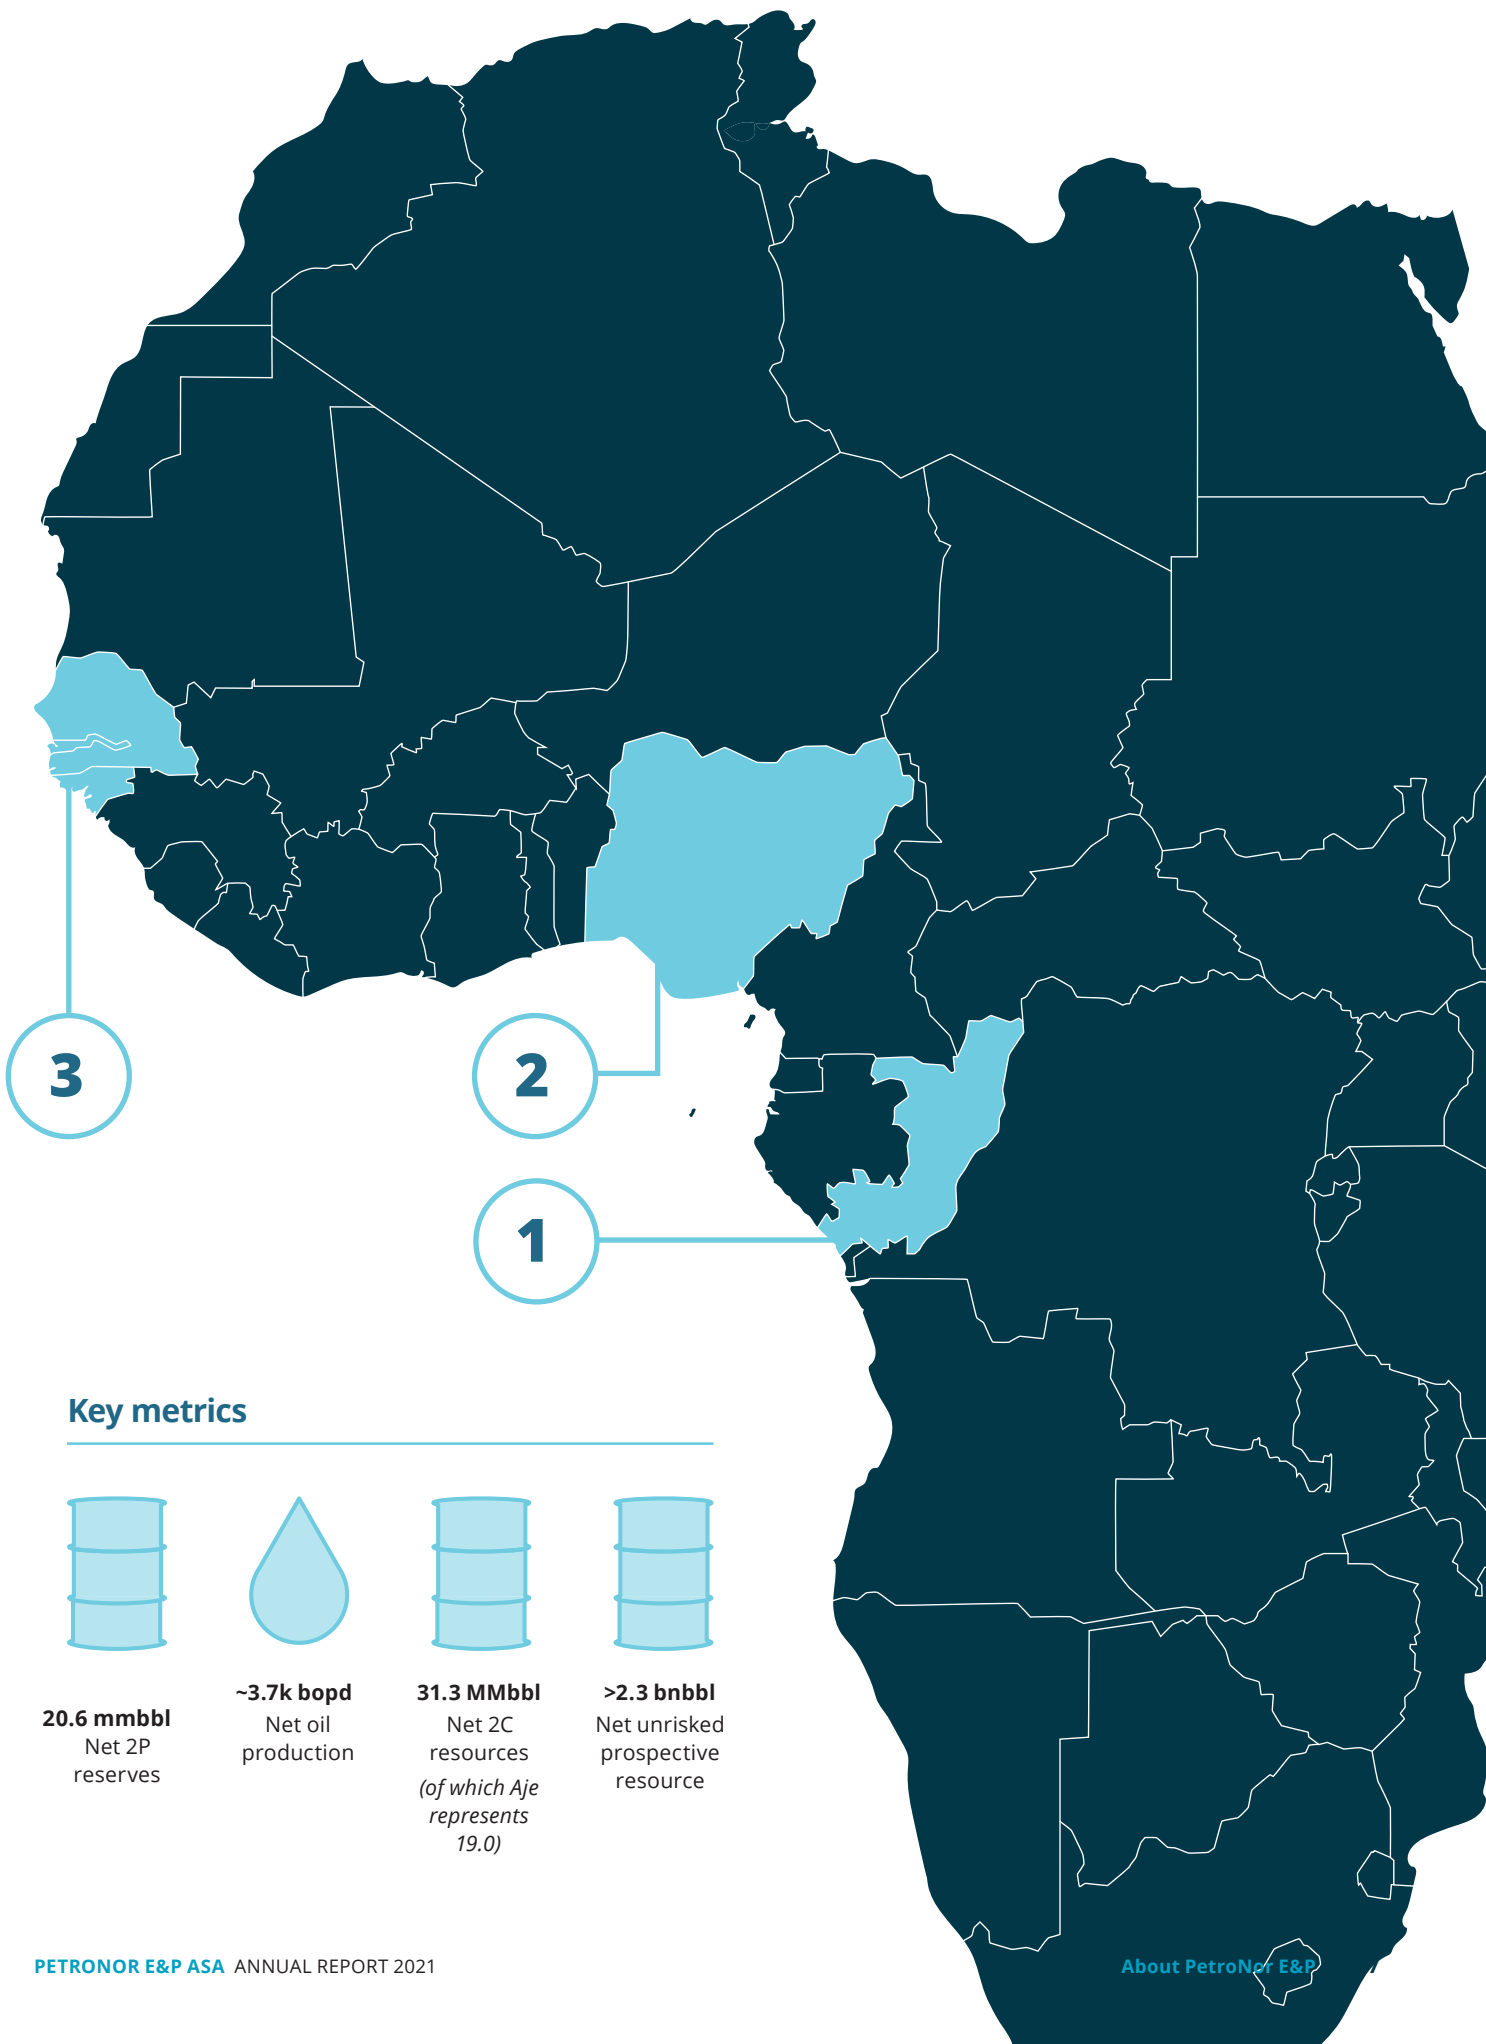 3
2
1
Key metrics
20.6 mmbbl
Net 2P
reserves
~3.7k bopd
Net oil
production
31.3 MMbbl
Net 2C
resources
(of which Aje
represents
19.0)
>2.3 bnbbl
Net unrisked
prospective
resource
PETRONOR E&P ASA ANNUAL REPORT 2021
About PetroNor E&P